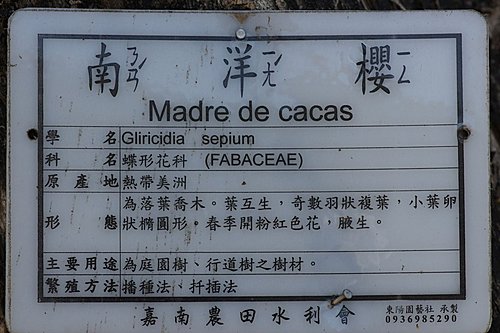 南ㄋㄢˊ 洋ㄧㄤˊ 櫻ㄧㄥ
Madre de cacas
學名 Gliricidia sepium
科名 蝶形花科 (FABACEAE)
原產地 熱帶美洲
為落葉喬木。葉互生，奇數羽狀複葉，小葉卵
形態 狀橢圓形。春季開粉紅色花，腋生。
主要用途 為庭園樹、行道樹之樹材。
繁殖方法 播種法、扦插法
嘉南農田水利會
東陽園藝社 承製
0936985290